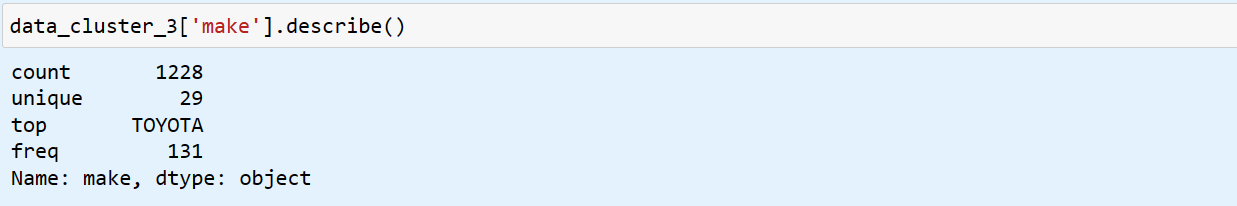 data_cluster_3['make'].describe()
count       1228
unique        29
top       TOYOTA
freq         131
Name: make, dtype: object